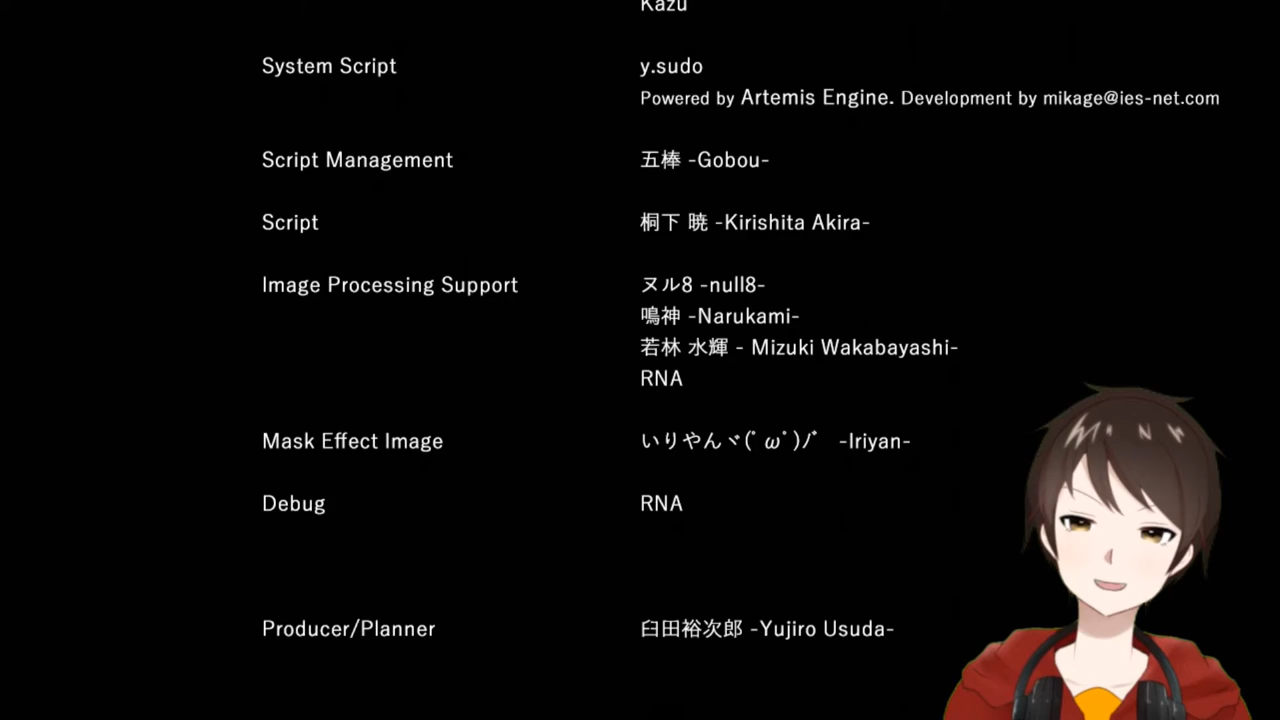 Kazu
System Script y.sudo
Powered by Artemis Engine. Development by mikage@ies-net.com
Script Management 五棒 -Gobou-
Script 桐下 暁 -Kirishita Akira-
Image Processing Support ヌル8 -null8-
鳴神 -Narukami-
若林 水輝 - Mizuki Wakabayashi-
RNA
Mask Effect Image いりやんヾ(ﾟωﾟ)ﾉﾞ -Iriyan-
Debug RNA
Producer/Planner 臼田裕次郎 -Yujiro Usuda-